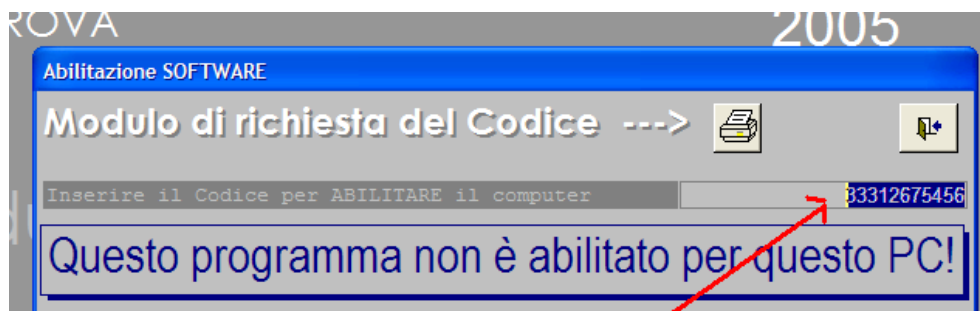 2005
Abilitazione SOFTWARE
Modulo di richiesta del Codice --->
Inserire il Codice per ABILITARE il computer 33312675456
Questo programma non è abilitato per questo PC!